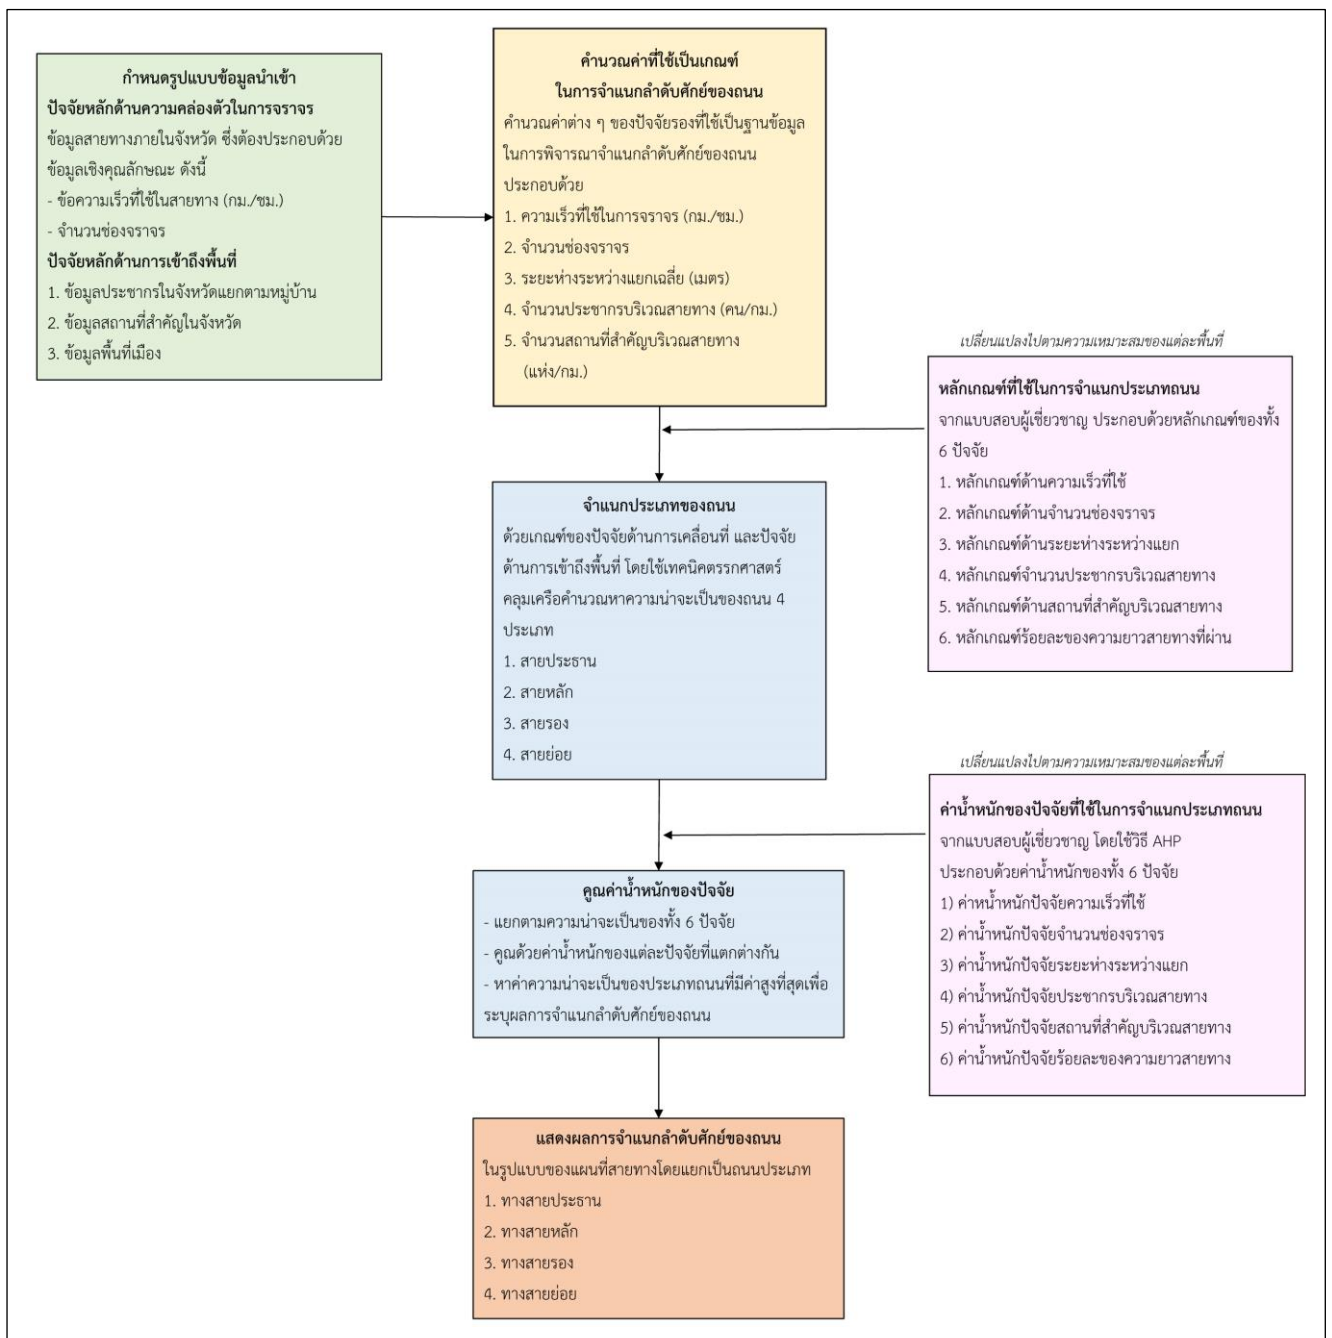 กำหนดรูปแบบข้อมูลนำเข้า
ปัจจัยหลักด้านความคล่องตัวในการจราจร
ข้อมูลสายทางภายในจังหวัด ซึ่งต้องประกอบด้วย
ข้อมูลเชิงคุณลักษณะ ดังนี้
- ข้อความเร็วที่ใช้ในสายทาง (กม./ชม.)
- จำนวนช่องจราจร
ปัจจัยหลักด้านการเข้าถึงพื้นที่
1. ข้อมูลประชากรในจังหวัดแยกตามหมู่บ้าน
2. ข้อมูลสถานที่สำคัญในจังหวัด
3. ข้อมูลพื้นที่เมือง
คำนวณค่าที่ใช้เป็นเกณฑ์
ในการจำแนกลำดับศักย์ของถนน
คำนวณค่าต่าง ๆ ของปัจจัยรองที่ใช้เป็นฐานข้อมูล
ในการพิจารณาจำแนกลำดับศักย์ของถนน
ประกอบด้วย
1. ความเร็วที่ใช้ในการจราจร (กม./ชม.)
2. จำนวนช่องจราจร
3. ระยะห่างระหว่างแยกเฉลี่ย (เมตร)
4. จำนวนประชากรบริเวณสายทาง (คน/กม.)
5. จำนวนสถานที่สำคัญบริเวณสายทาง
(แห่ง/กม.)
เปลี่ยนแปลงไปตามความเหมาะสมของแต่ละพื้นที่
หลักเกณฑ์ที่ใช้ในการจำแนกประเภทถนน
จากแบบสอบผู้เชี่ยวชาญ ประกอบด้วยหลักเกณฑ์ของทั้ง
6 ปัจจัย
1. หลักเกณฑ์ด้านความเร็วที่ใช้
2. หลักเกณฑ์ด้านจำนวนช่องจราจร
3. หลักเกณฑ์ด้านระยะห่างระหว่างแยก
4. หลักเกณฑ์จำนวนประชากรบริเวณสายทาง
5. หลักเกณฑ์ด้านสถานที่สำคัญบริเวณสายทาง
6. หลักเกณฑ์ร้อยละของความยาวสายทางที่ผ่าน
จำแนกประเภทของถนน
ด้วยเกณฑ์ของปัจจัยด้านการเคลื่อนที่ และปัจจัย
ด้านการเข้าถึงพื้นที่ โดยใช้เทคนิคตรรกศาสตร์
คลุมเครือคำนวณหาความน่าจะเป็นของถนน 4
ประเภท
1. สายประธาน
2. สายหลัก
3. สายรอง
4. สายย่อย
เปลี่ยนแปลงไปตามความเหมาะสมของแต่ละพื้นที่
ค่าน้ำหนักของปัจจัยที่ใช้ในการจำแนกประเภทถนน
จากแบบสอบผู้เชี่ยวชาญ โดยใช้วิธี AHP
ประกอบด้วยค่าน้ำหนักของทั้ง 6 ปัจจัย
1) ค่าหน้ำหนักปัจจัยความเร็วที่ใช้
2) ค่าน้ำหนักปัจจัยจำนวนช่องจราจร
3) ค่าน้ำหนักปัจจัยระยะห่างระหว่างแยก
4) ค่าน้ำหนักปัจจัยประชากรบริเวณสายทาง
5) ค่าน้ำหนักปัจจัยสถานที่สำคัญบริเวณสายทาง
6) ค่าน้ำหนักปัจจัยร้อยละของความยาวสายทาง
คูณค่าน้ำหนักของปัจจัย
- แยกตามความน่าจะเป็นของทั้ง 6 ปัจจัย
- คูณด้วยค่าน้ำหนักของแต่ละปัจจัยที่แตกต่างกัน
- หาค่าความน่าจะเป็นของประเภทถนนที่มีค่าสูงที่สุดเพื่อ
ระบุผลการจำแนกลำดับศักย์ของถนน
แสดงผลการจำแนกลำดับศักย์ของถนน
ในรูปแบบของแผนที่สายทางโดยแยกเป็นถนนประเภท
1. ทางสายประธาน
2. ทางสายหลัก
3. ทางสายรอง
4. ทางสายย่อย